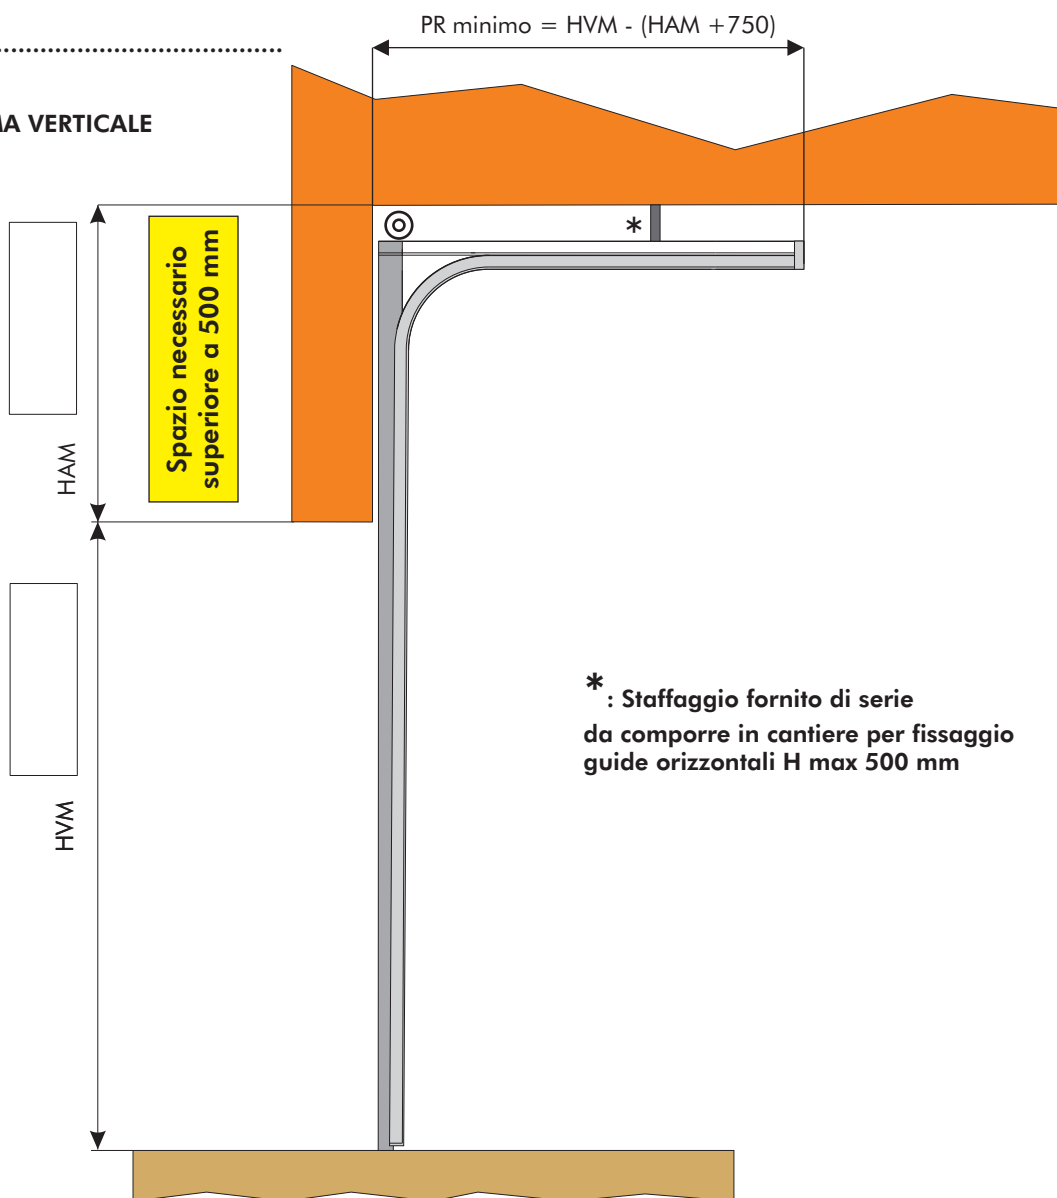 PR minimo = HVM - (HAM +750)
VERTICALE
Spazio necessario
superiore a 500 mm
*
HAM
HVM
* : Staffaggio fornito di serie
da comporre in cantiere per fissaggio
guide orizzontali H max 500 mm